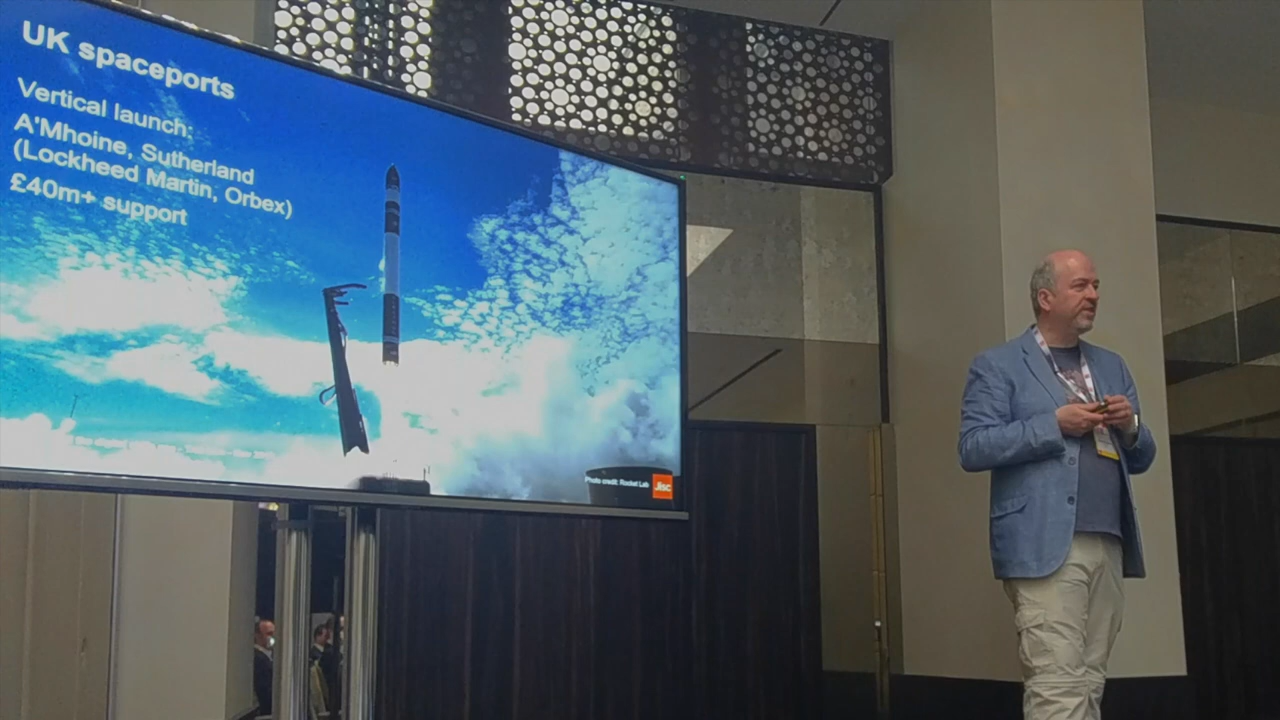 UK spaceports
Vertical launch:
A'Mhoine, Sutherland
(Lockheed Martin, Orbex)
£40m+ support
Photo credit: Rocket Lab
Jisc